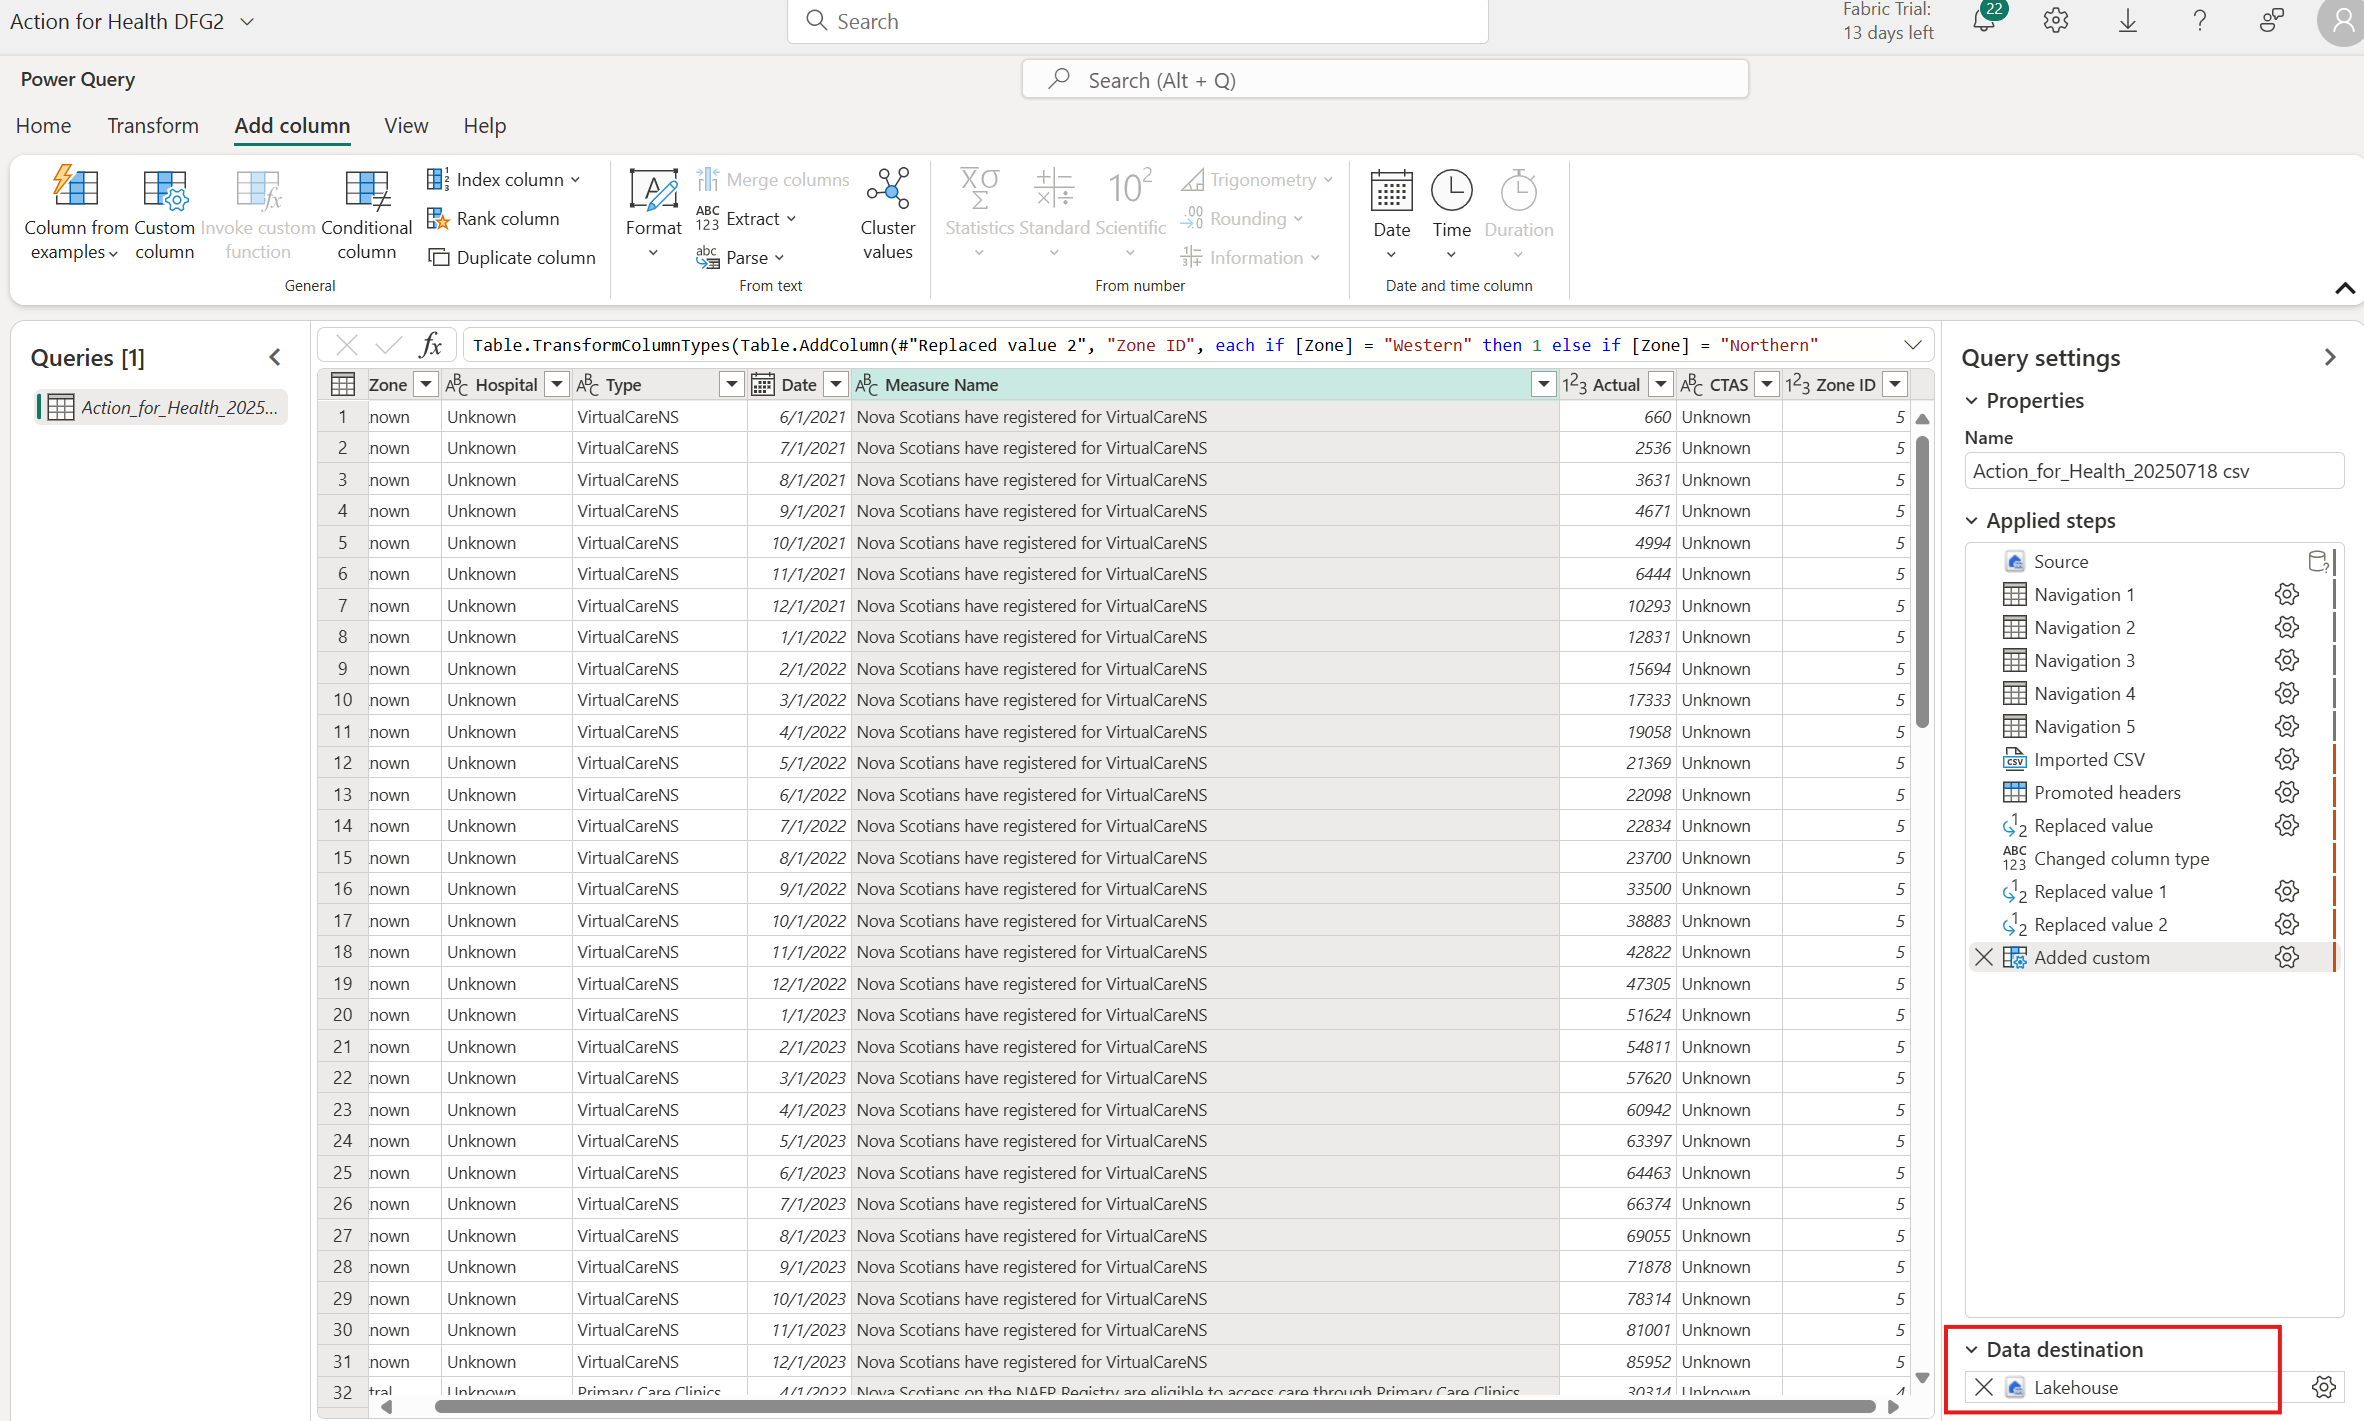 Action for Health DFG2
Search
Fabric Trial:
13 days left
22
Power Query
Search (Alt + Q)
Home Transform Add column View Help
Column from examples
Custom column
Invoke custom function
Conditional column
Index column
Rank column
Duplicate column
General
Format
Merge columns
ABC 123 Extract
abc Parse
Cluster values
From text
Statistics
Standard
Scientific
Trigonometry
Rounding
Information
From number
Date
Time
Duration
Date and time column
Queries [1]
Action_for_Health_2025...
fx Table.TransformColumnTypes(Table.AddColumn(#"Replaced value 2", "Zone ID", each if [Zone] = "Western" then 1 else if [Zone] = "Northern"
Zone ABC Hospital ABC Type Date ABC Measure Name 123 Actual ABC CTAS 123 Zone ID
1 nown Unknown VirtualCareNS 6/1/2021 Nova Scotians have registered for VirtualCareNS 660 Unknown 5
2 nown Unknown VirtualCareNS 7/1/2021 Nova Scotians have registered for VirtualCareNS 2536 Unknown 5
3 nown Unknown VirtualCareNS 8/1/2021 Nova Scotians have registered for VirtualCareNS 3631 Unknown 5
4 nown Unknown VirtualCareNS 9/1/2021 Nova Scotians have registered for VirtualCareNS 4671 Unknown 5
5 nown Unknown VirtualCareNS 10/1/2021 Nova Scotians have registered for VirtualCareNS 4994 Unknown 5
6 nown Unknown VirtualCareNS 11/1/2021 Nova Scotians have registered for VirtualCareNS 6444 Unknown 5
7 nown Unknown VirtualCareNS 12/1/2021 Nova Scotians have registered for VirtualCareNS 10293 Unknown 5
8 nown Unknown VirtualCareNS 1/1/2022 Nova Scotians have registered for VirtualCareNS 12831 Unknown 5
9 nown Unknown VirtualCareNS 2/1/2022 Nova Scotians have registered for VirtualCareNS 15694 Unknown 5
10 nown Unknown VirtualCareNS 3/1/2022 Nova Scotians have registered for VirtualCareNS 17333 Unknown 5
11 nown Unknown VirtualCareNS 4/1/2022 Nova Scotians have registered for VirtualCareNS 19058 Unknown 5
12 nown Unknown VirtualCareNS 5/1/2022 Nova Scotians have registered for VirtualCareNS 21369 Unknown 5
13 nown Unknown VirtualCareNS 6/1/2022 Nova Scotians have registered for VirtualCareNS 22098 Unknown 5
14 nown Unknown VirtualCareNS 7/1/2022 Nova Scotians have registered for VirtualCareNS 22834 Unknown 5
15 nown Unknown VirtualCareNS 8/1/2022 Nova Scotians have registered for VirtualCareNS 23700 Unknown 5
16 nown Unknown VirtualCareNS 9/1/2022 Nova Scotians have registered for VirtualCareNS 33500 Unknown 5
17 nown Unknown VirtualCareNS 10/1/2022 Nova Scotians have registered for VirtualCareNS 38883 Unknown 5
18 nown Unknown VirtualCareNS 11/1/2022 Nova Scotians have registered for VirtualCareNS 42822 Unknown 5
19 nown Unknown VirtualCareNS 12/1/2022 Nova Scotians have registered for VirtualCareNS 47305 Unknown 5
20 nown Unknown VirtualCareNS 1/1/2023 Nova Scotians have registered for VirtualCareNS 51624 Unknown 5
21 nown Unknown VirtualCareNS 2/1/2023 Nova Scotians have registered for VirtualCareNS 54811 Unknown 5
22 nown Unknown VirtualCareNS 3/1/2023 Nova Scotians have registered for VirtualCareNS 57620 Unknown 5
23 nown Unknown VirtualCareNS 4/1/2023 Nova Scotians have registered for VirtualCareNS 60942 Unknown 5
24 nown Unknown VirtualCareNS 5/1/2023 Nova Scotians have registered for VirtualCareNS 63397 Unknown 5
25 nown Unknown VirtualCareNS 6/1/2023 Nova Scotians have registered for VirtualCareNS 64463 Unknown 5
26 nown Unknown VirtualCareNS 7/1/2023 Nova Scotians have registered for VirtualCareNS 66374 Unknown 5
27 nown Unknown VirtualCareNS 8/1/2023 Nova Scotians have registered for VirtualCareNS 69055 Unknown 5
28 nown Unknown VirtualCareNS 9/1/2023 Nova Scotians have registered for VirtualCareNS 71878 Unknown 5
29 nown Unknown VirtualCareNS 10/1/2023 Nova Scotians have registered for VirtualCareNS 78314 Unknown 5
30 nown Unknown VirtualCareNS 11/1/2023 Nova Scotians have registered for VirtualCareNS 81001 Unknown 5
31 nown Unknown VirtualCareNS 12/1/2023 Nova Scotians have registered for VirtualCareNS 85952 Unknown 5
32 tral Unknown Primary Care Clinics 4/1/2022 Nova Scotians on the NAFP Registry are eligible to access care through Primary Care Clinics 30314 Unknown 4
Query settings
Properties
Name
Action_for_Health_20250718 csv
Applied steps
Source
Navigation 1
Navigation 2
Navigation 3
Navigation 4
Navigation 5
Imported CSV
Promoted headers
Replaced value
Changed column type
Replaced value 1
Replaced value 2
Added custom
Data destination
Lakehouse